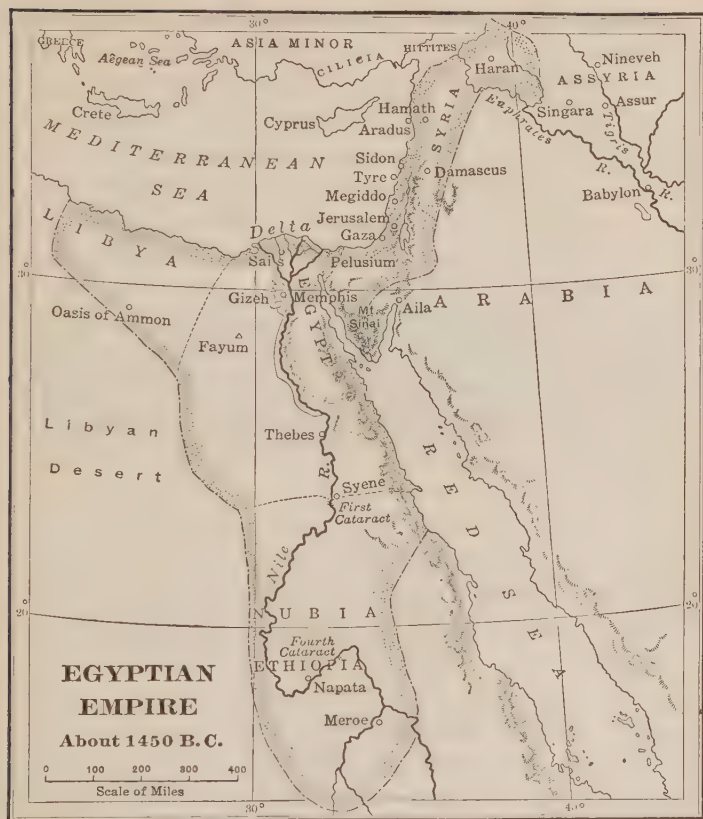 30°
40°
GREECE
ASIA MINOR
HITTITES
Aegean Sea
CILICIA
Haran
Nineveh
ASSYRIA
Crete
Cyprus
Hamath
Aradus
SYRIA
Euphrates
R.
Singara
Assur
Tigris
R.
MEDITERRANEAN
SEA
Sidon
Tyre
Damascus
Megiddo
Babylon
Jerusalem
Gaza
LIBYA
Delta
Sais
Pelusium
30
30°
Gizeh
Memphis
EGYPT
Mt.
Sinai
Aila
ARABIA
Oasis of Ammon
Fayum
Libyan
Desert
Thebes
Nile
R.
Syene
First
Cataract
RED SEA
20
20°
NUBIA
Fourth
Cataract
ETHIOPIA
Napata
Meroe
EGYPTIAN
EMPIRE
About 1450 B.C.
0 100 200 300 400
Scale of Miles
30°